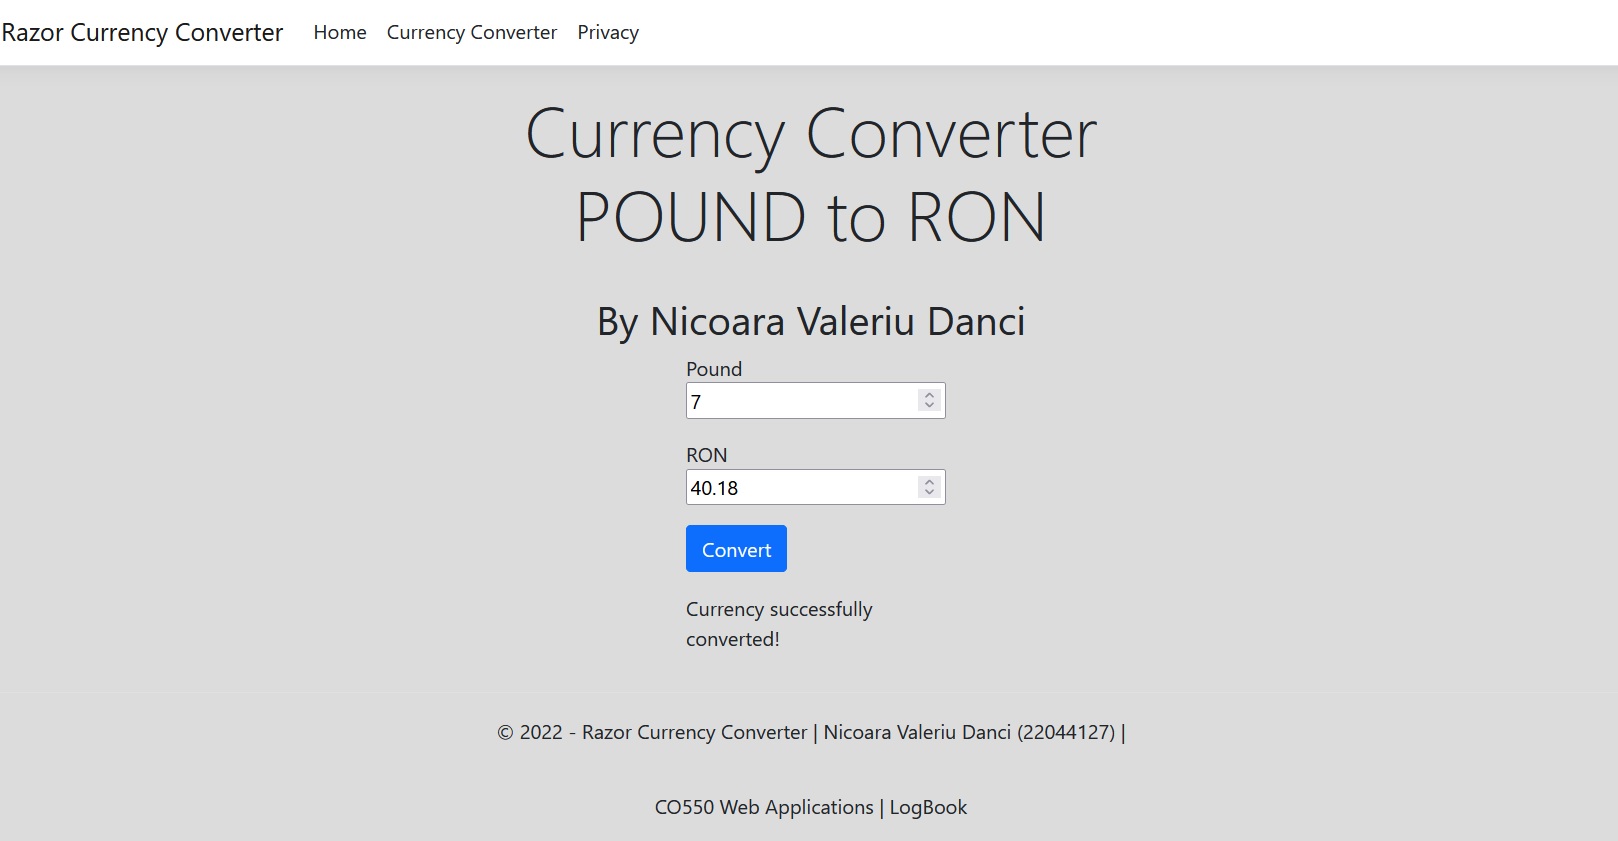 Razor Currency Converter Home Currency Converter Privacy
Currency Converter
POUND to RON
By Nicoara Valeriu Danci
Pound
7
RON
40.18
Convert
Currency successfully
converted!
© 2022 - Razor Currency Converter | Nicoara Valeriu Danci (22044127) |
CO550 Web Applications | LogBook